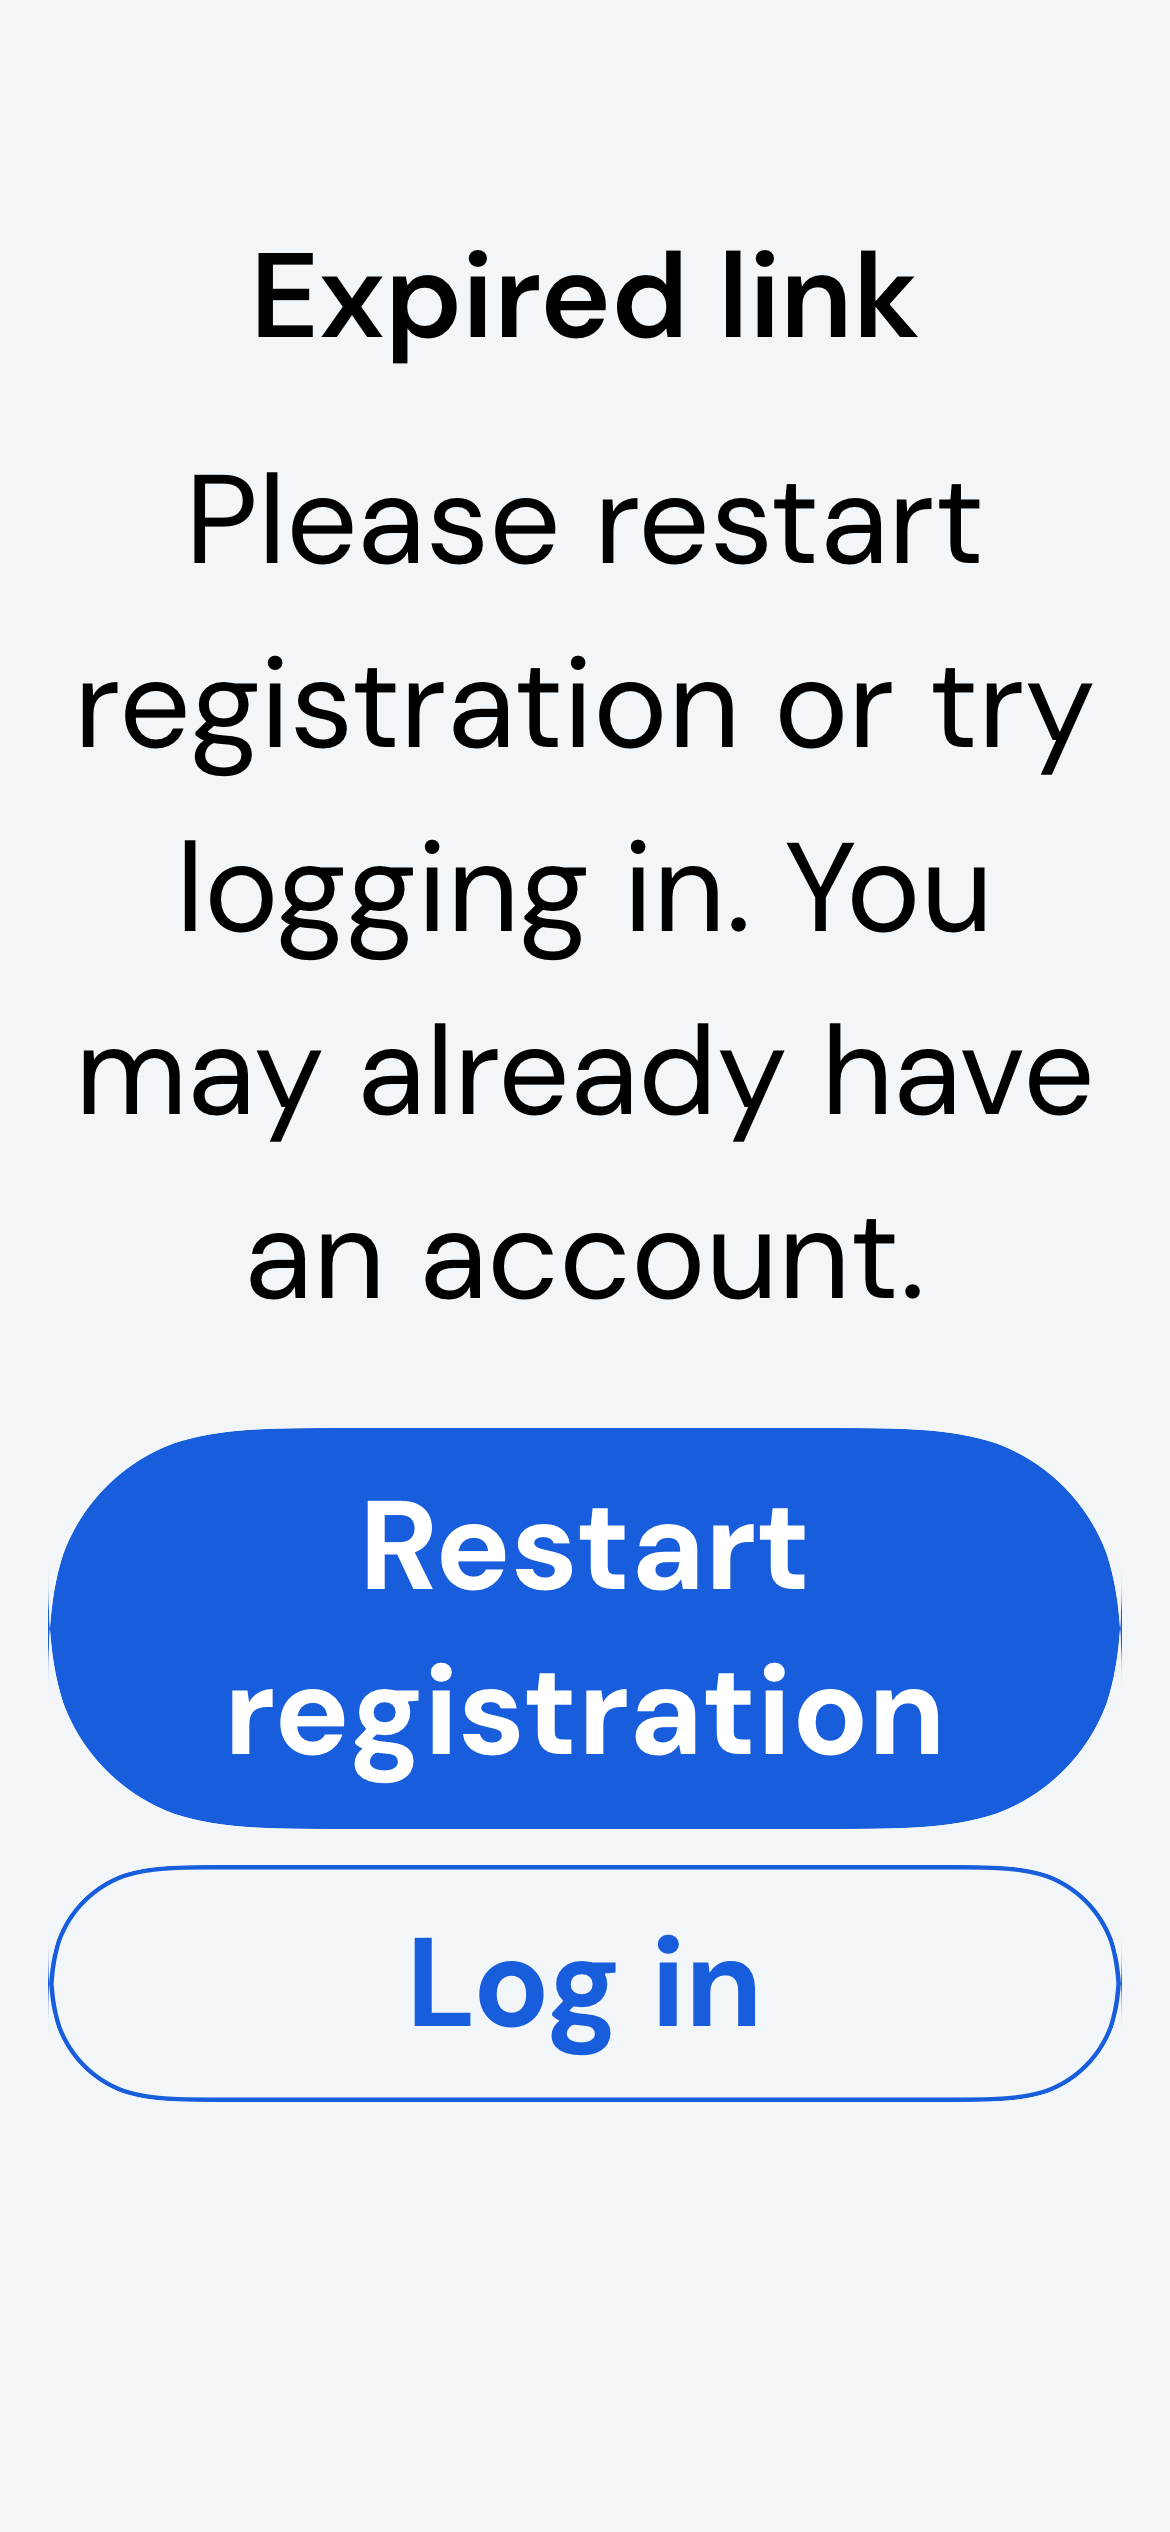 Expired link
Please restart
registration or try
logging in. You
may already have
an account.
Restart
registration
Log in